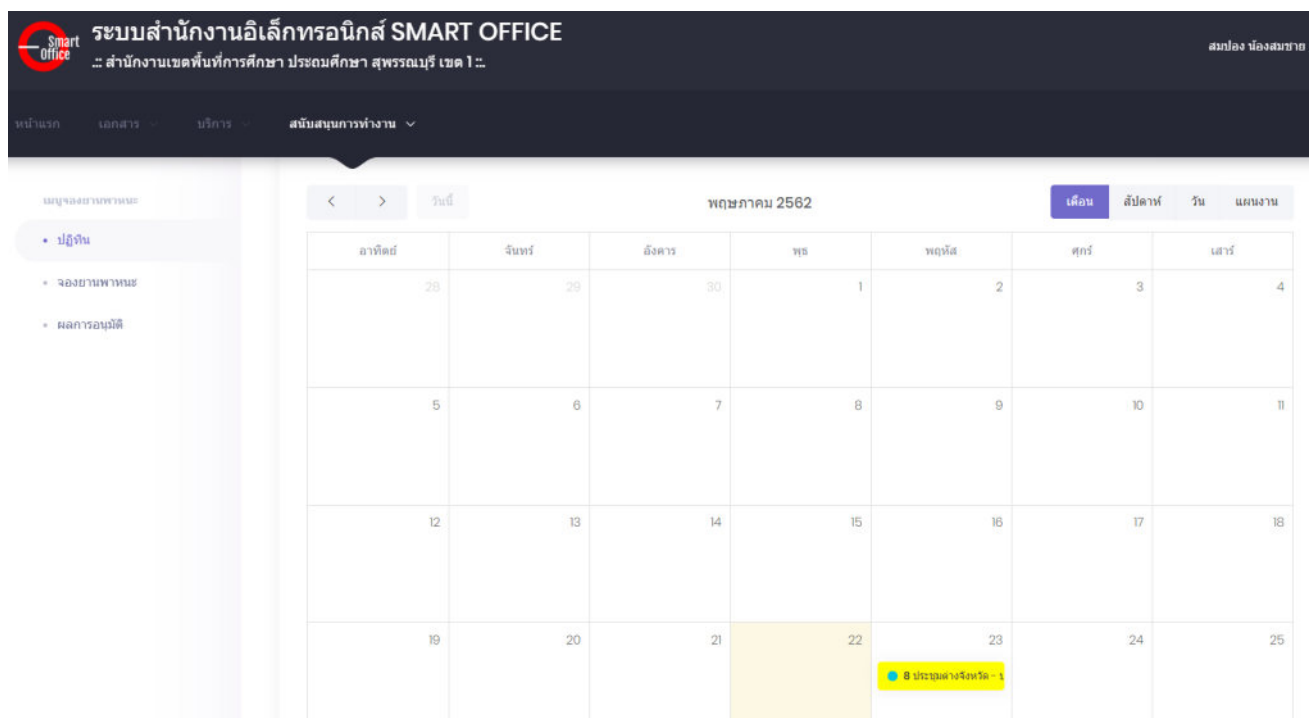 Smart Office
ระบบสำนักงานอิเล็กทรอนิกส์ SMART OFFICE
.:: สำนักงานเขตพื้นที่การศึกษา ประถมศึกษา สุพรรณบุรี เขต 1 ::.
สมปอง น้องสมชาย
หน้าแรก เอกสาร บริการ สนับสนุนการทำงาน
เมนูจองยานพาหนะ
ปฏิทิน
จองยานพาหนะ
ผลการอนุมัติ
วันนี้ พฤษภาคม 2562 เดือน สัปดาห์ วัน แผนงาน
อาทิตย์ จันทร์ อังคาร พุธ พฤหัส ศุกร์ เสาร์
28 29 30 1 2 3 4
5 6 7 8 9 10 11
12 13 14 15 16 17 18
19 20 21 22 23 24 25
8 ประชุมต่างจังหวัด -